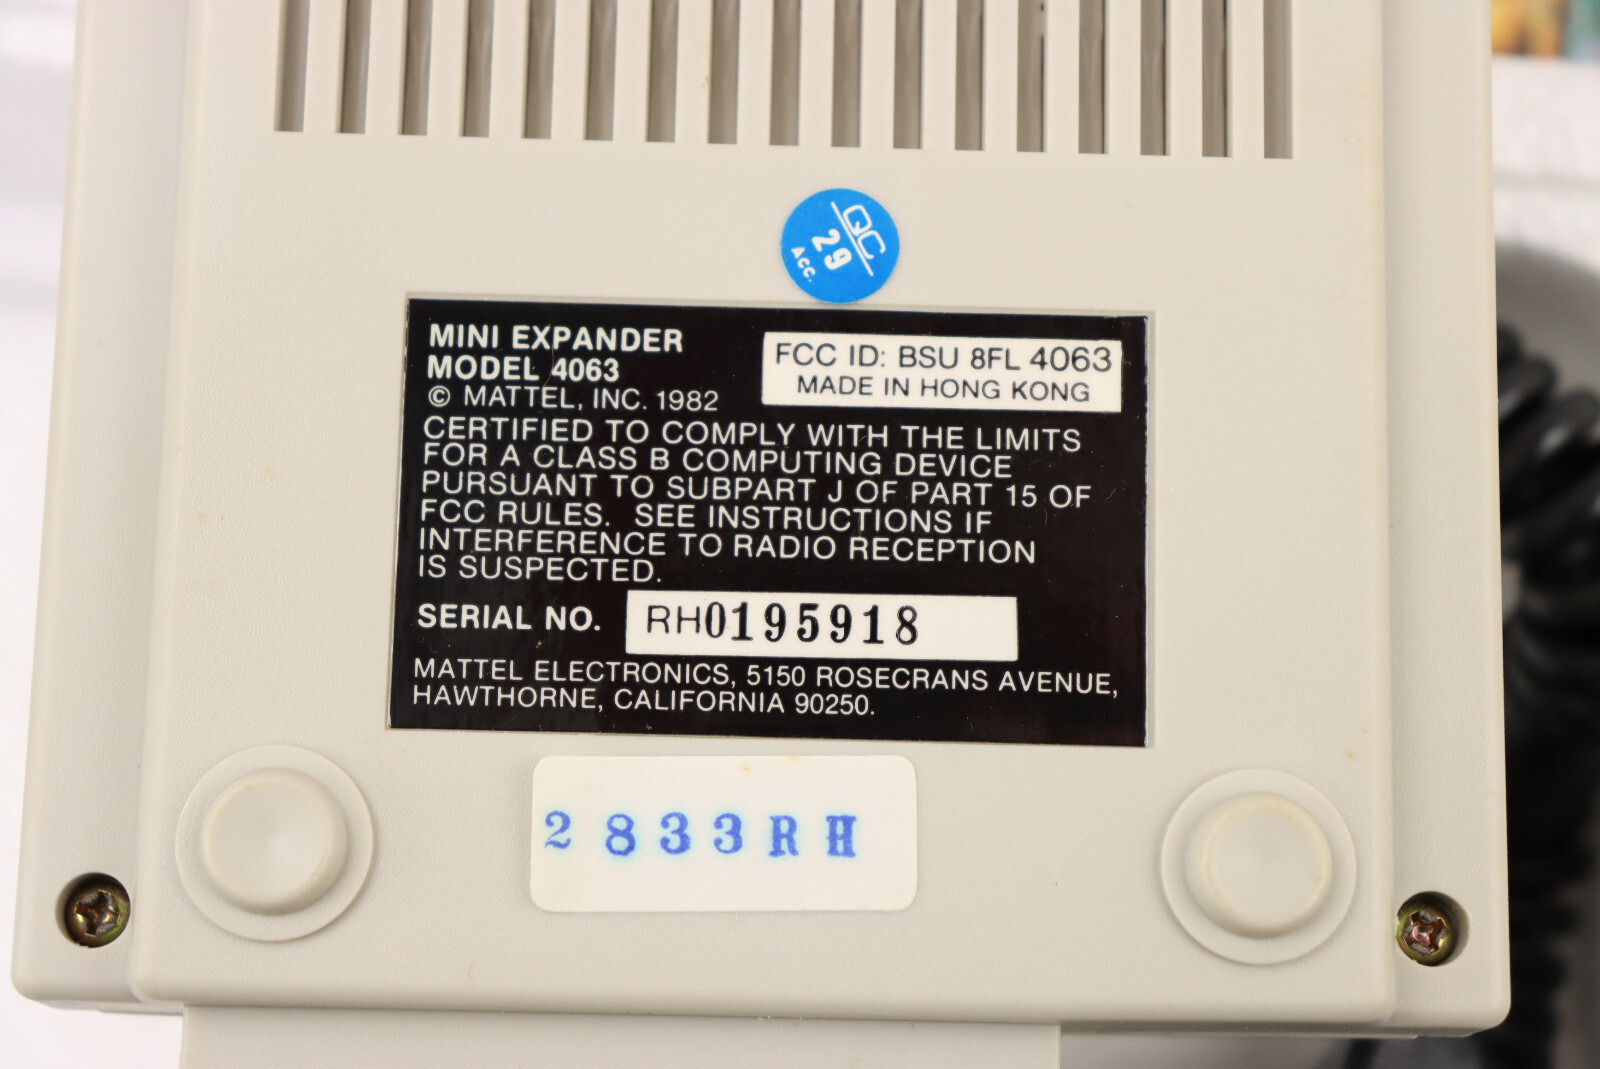 QC
29
ACC.
MINI EXPANDER
MODEL 4063
© MATTEL, INC. 1982
FCC ID: BSU 8FL 4063
MADE IN HONG KONG
CERTIFIED TO COMPLY WITH THE LIMITS
FOR A CLASS B COMPUTING DEVICE
PURSUANT TO SUBPART J OF PART 15 OF
FCC RULES. SEE INSTRUCTIONS IF
INTERFERENCE TO RADIO RECEPTION
IS SUSPECTED.
SERIAL NO. RH0195918
MATTEL ELECTRONICS, 5150 ROSECRANS AVENUE,
HAWTHORNE, CALIFORNIA 90250.
2833RH